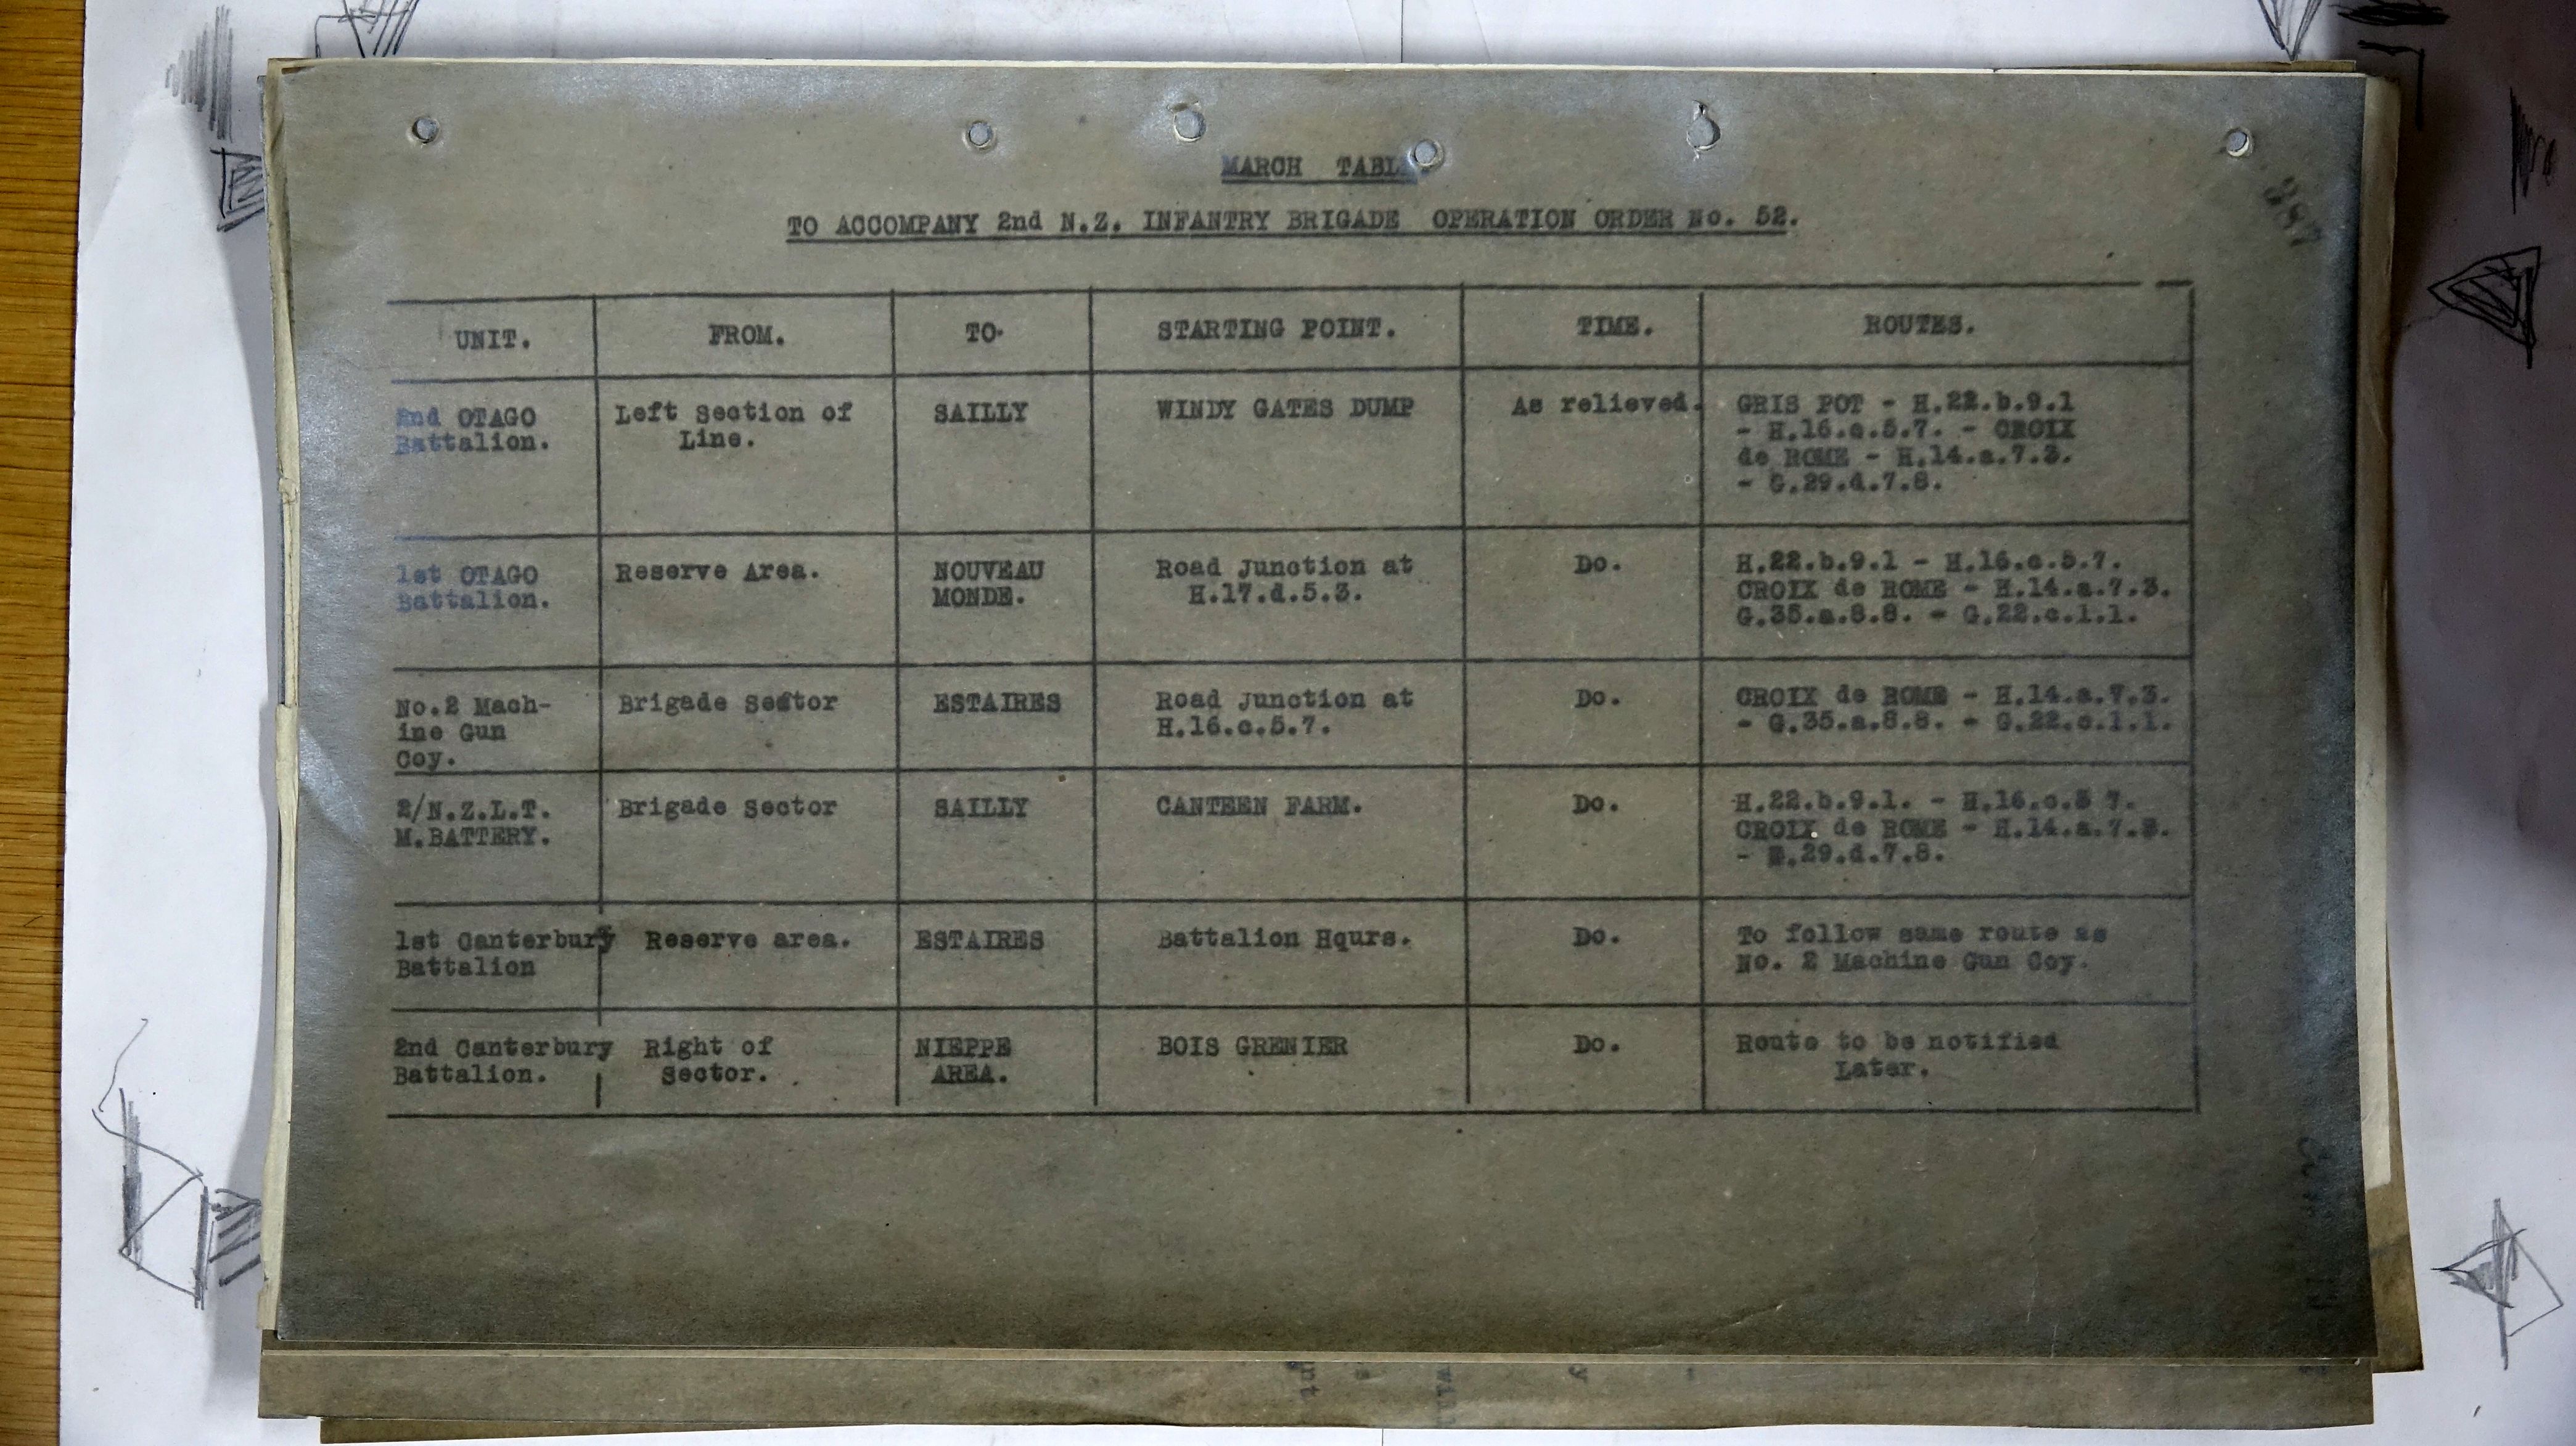 MARCH TABL
TO ACCOMPANY 2nd N.Z. INFANTRY BRIGADE OPERATION ORDER No. 52.
387
UNIT. FROM. TO. STARTING POINT. TIME. ROUTES.
2nd OTAGO Left Section of SAILLY WINDY GATES DUMP As relieved. GRIS POT - H.22.b.9.1
Battalion. Line. - H.16.c.5.7. - CROIX
de ROME - H.14.a.7.3.
- G.29.d.7.8.
1st OTAGO Reserve Area. NOUVEAU Road Junction at Do. H.22.b.9.1 - H.16.c.5.7.
Battalion. MONDE. H.17.d.5.3. CROIX de ROME - H.14.a.7.3.
G.35.a.8.8. - G.22.c.1.1.
No.2 Mach- Brigade Sector ESTAIRES Road Junction at Do. CROIX de ROME - H.14.a.7.3.
ine Gun H.16.c.5.7. - G.35.a.8.8. - G.22.c.1.1.
Coy.
2/N.Z.L.T. Brigade Sector SAILLY CANTEEN FARM. Do. H.22.b.9.1. - H.16.c.5 7.
M.BATTERY. CROIX de ROME - H.14.a.7.3.
- .29.d.7.8.
1st Canterbury Reserve area. ESTAIRES Battalion Hqurs. Do. To follow same route as
Battalion No. 2 Machine Gun Coy.
2nd Canterbury Right of NIEPPE BOIS GRENIER Do. Route to be notified
Battalion. Sector. AREA. Later.